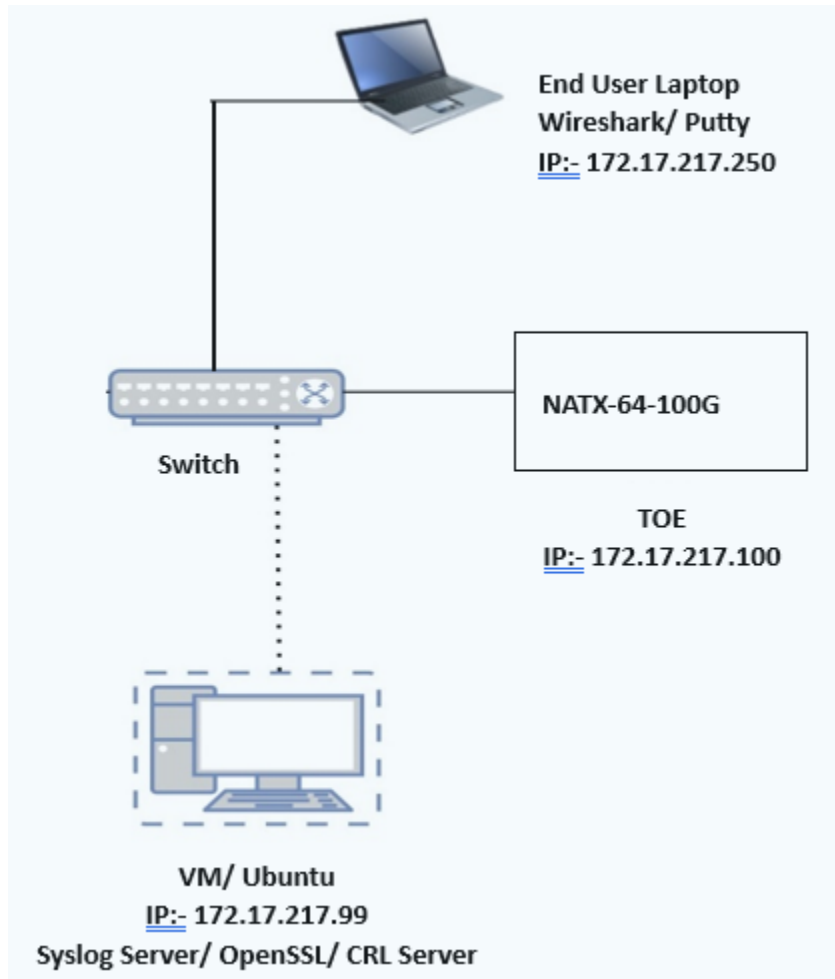 End User Laptop
Wireshark/ Putty
IP:- 172.17.217.250
NATX-64-100G
Switch
TOE
IP:- 172.17.217.100
VM/ Ubuntu
IP:- 172.17.217.99
Syslog Server/ OpenSSL/ CRL Server